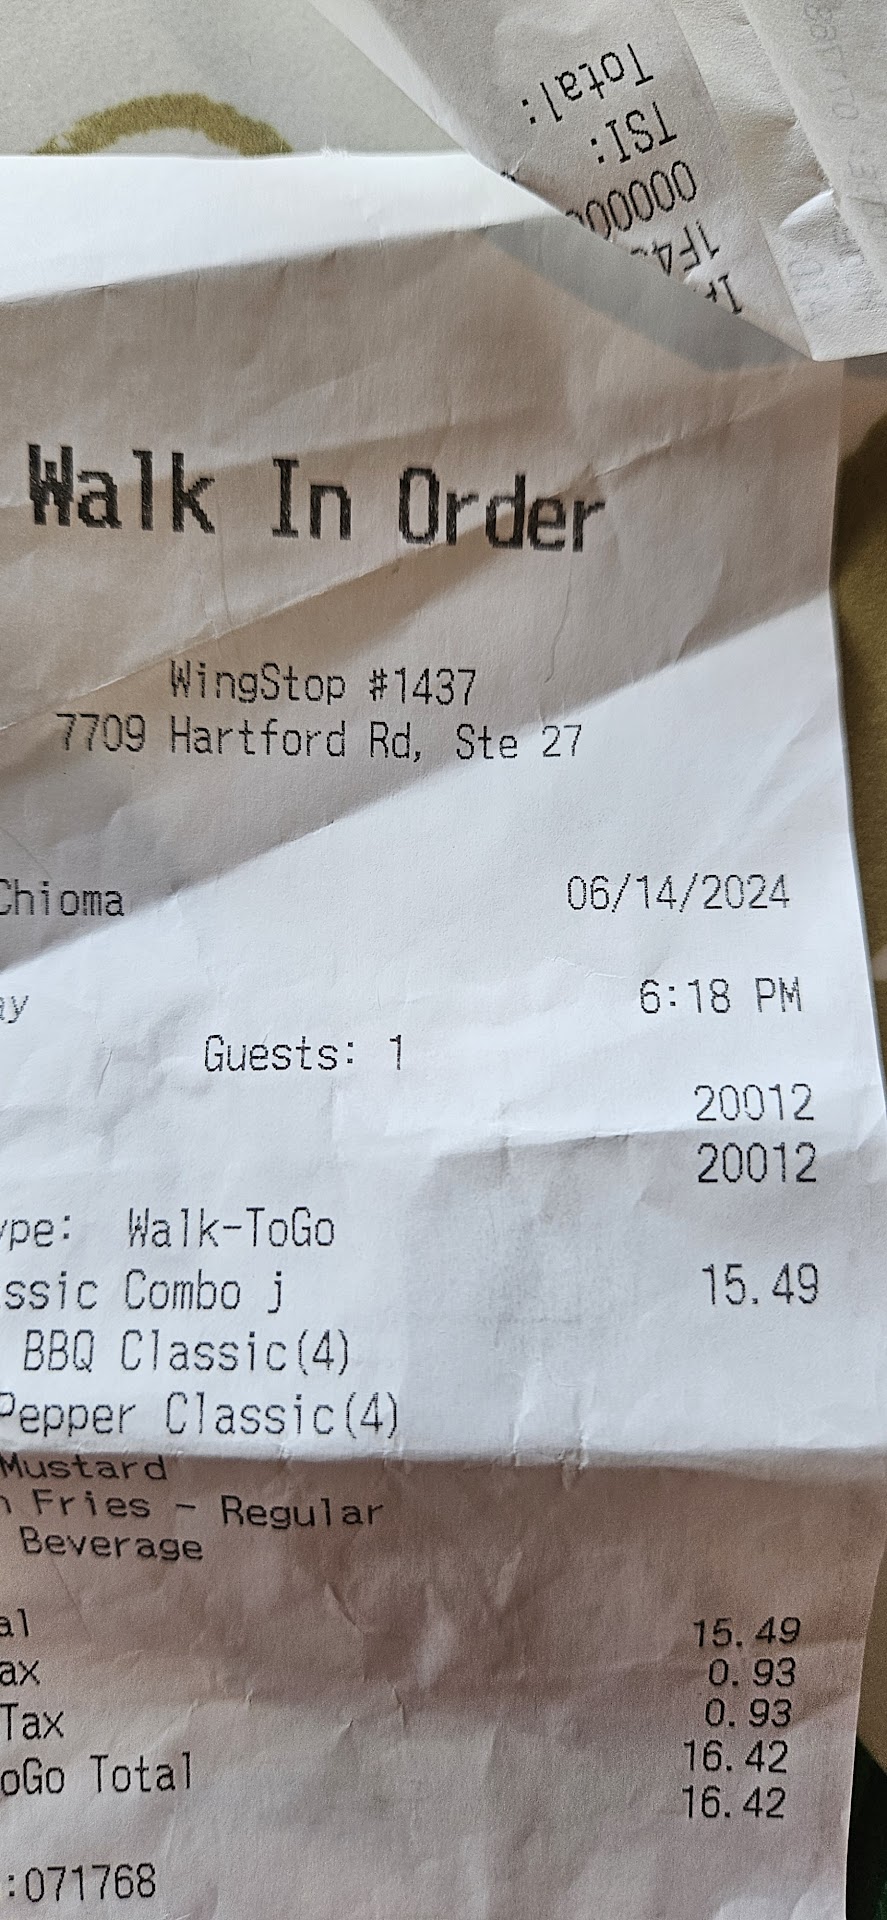 Total:
TSI:
Walk In Order
WingStop #1437
7709 Hartford Rd, Ste 27
Chioma 06/14/2024
ay 6:18 PM
Guests: 1
20012
20012
ype: Walk-ToGo
ssic Combo j 15.49
BBQ Classic(4)
Pepper Classic(4)
Mustard
n Fries - Regular
Beverage
al 15.49
ax 0.93
Tax 0.93
oGo Total 16.42
16.42
:071768